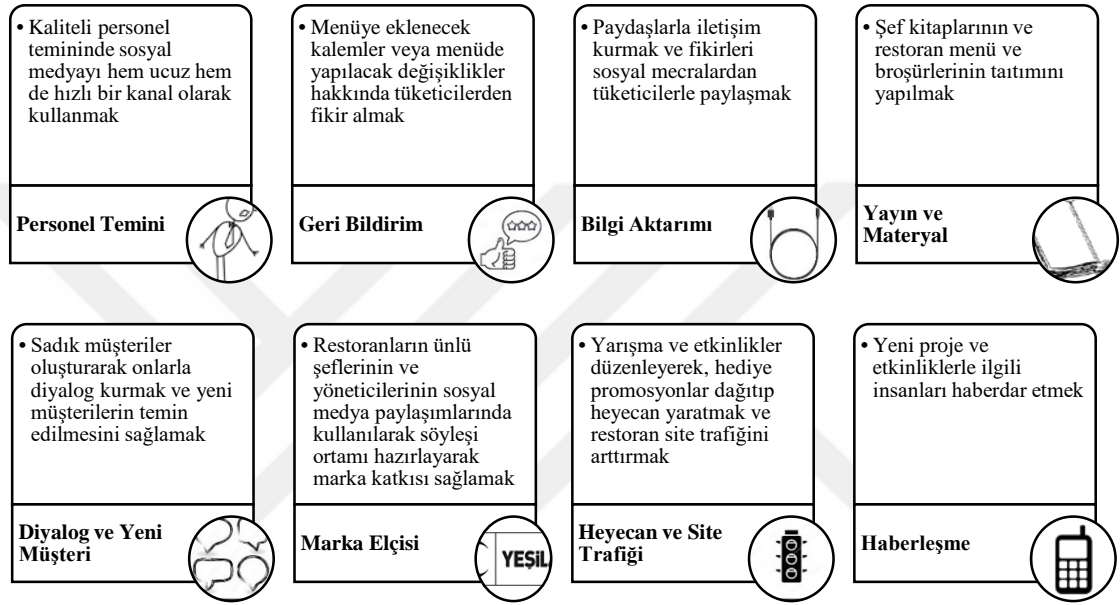 • Kaliteli personel
temininde sosyal
medyayı hem ucuz hem
de hızlı bir kanal olarak
kullanmak
Personel Temini
• Menüye eklenecek
kalemler veya menüde
yapılacak değişiklikler
hakkında tüketicilerden
fikir almak
Geri Bildirim
• Paydaşlarla iletişim
kurmak ve fikirleri
sosyal mecralardan
tüketicilerle paylaşmak
Bilgi Aktarımı
• Şef kitaplarının ve
restoran menü ve
broşürlerinin taıtımını
yapılmak
Yayın ve
Materyal
• Sadık müşteriler
oluşturarak onlarla
diyalog kurmak ve yeni
müşterilerin temin
edilmesini sağlamak
Diyalog ve Yeni
Müşteri
• Restoranların ünlü
şeflerinin ve
yöneticilerinin sosyal
medya paylaşımlarında
kullanılarak söyleşi
ortamı hazırlayarak
marka katkısı sağlamak
Marka Elçisi
YEŞİL
• Yarışma ve etkinlikler
düzenleyerek, hediye
promosyonlar dağıtıp
heyecan yaratmak ve
restoran site trafiğini
arttırmak
Heyecan ve Site
Trafiği
• Yeni proje ve
etkinliklerle ilgili
insanları haberdar etmek
Haberleşme